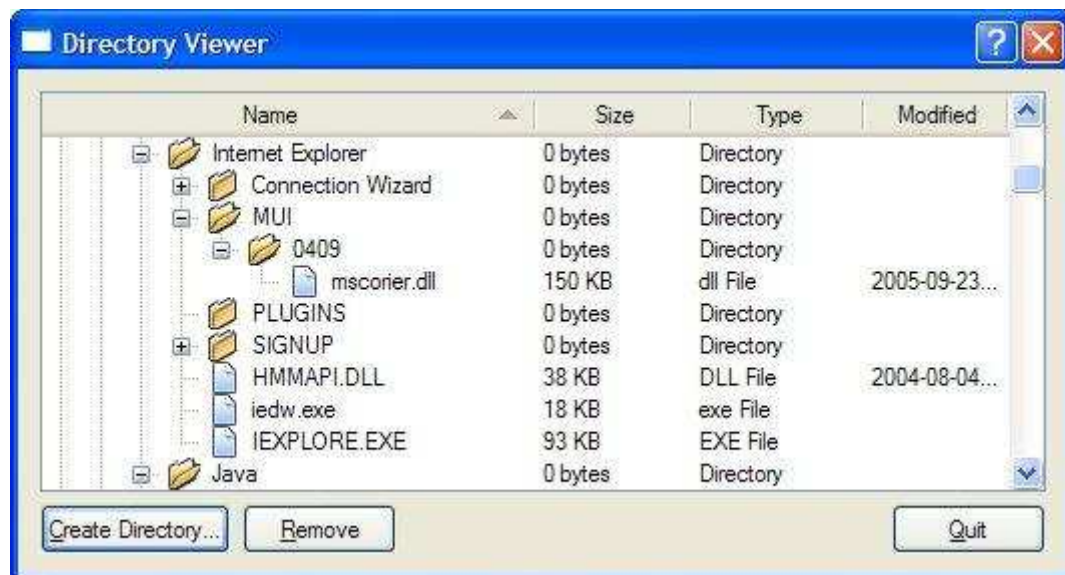 Directory Viewer
Name Size Type Modified
Internet Explorer 0 bytes Directory
Connection Wizard 0 bytes Directory
MUI 0 bytes Directory
0409 0 bytes Directory
mscorier.dll 150 KB dll File 2005-09-23...
PLUGINS 0 bytes Directory
SIGNUP 0 bytes Directory
HMMAPI.DLL 38 KB DLL File 2004-08-04...
iedw.exe 18 KB exe File
IEXPLORE.EXE 93 KB EXE File
Java 0 bytes Directory
Create Directory... Remove Quit